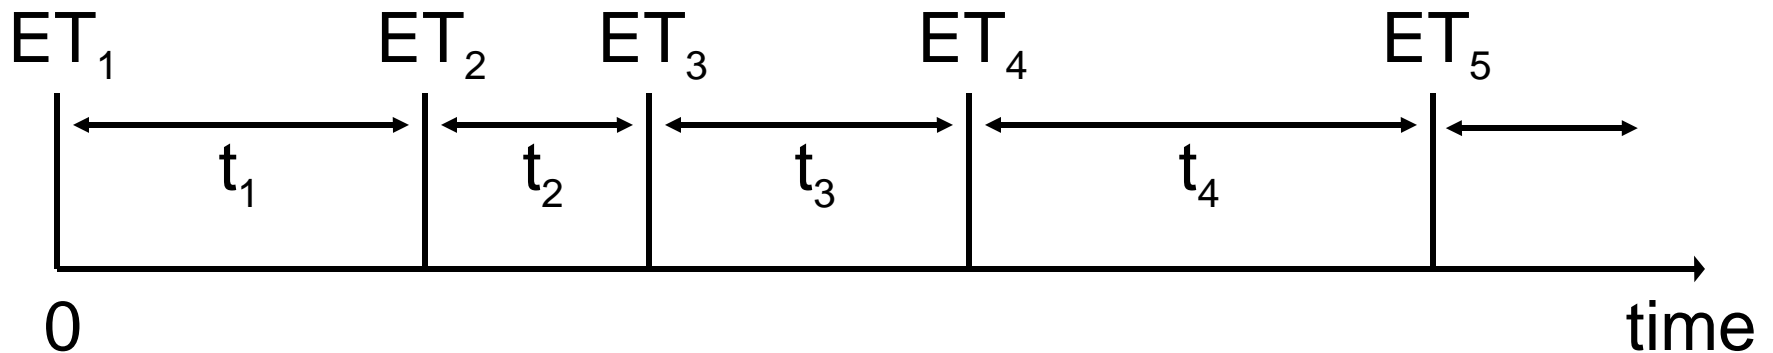 ET₁ ET₂ ET₃ ET₄ ET₅
t₁ t₂ t₃ t₄
0 time